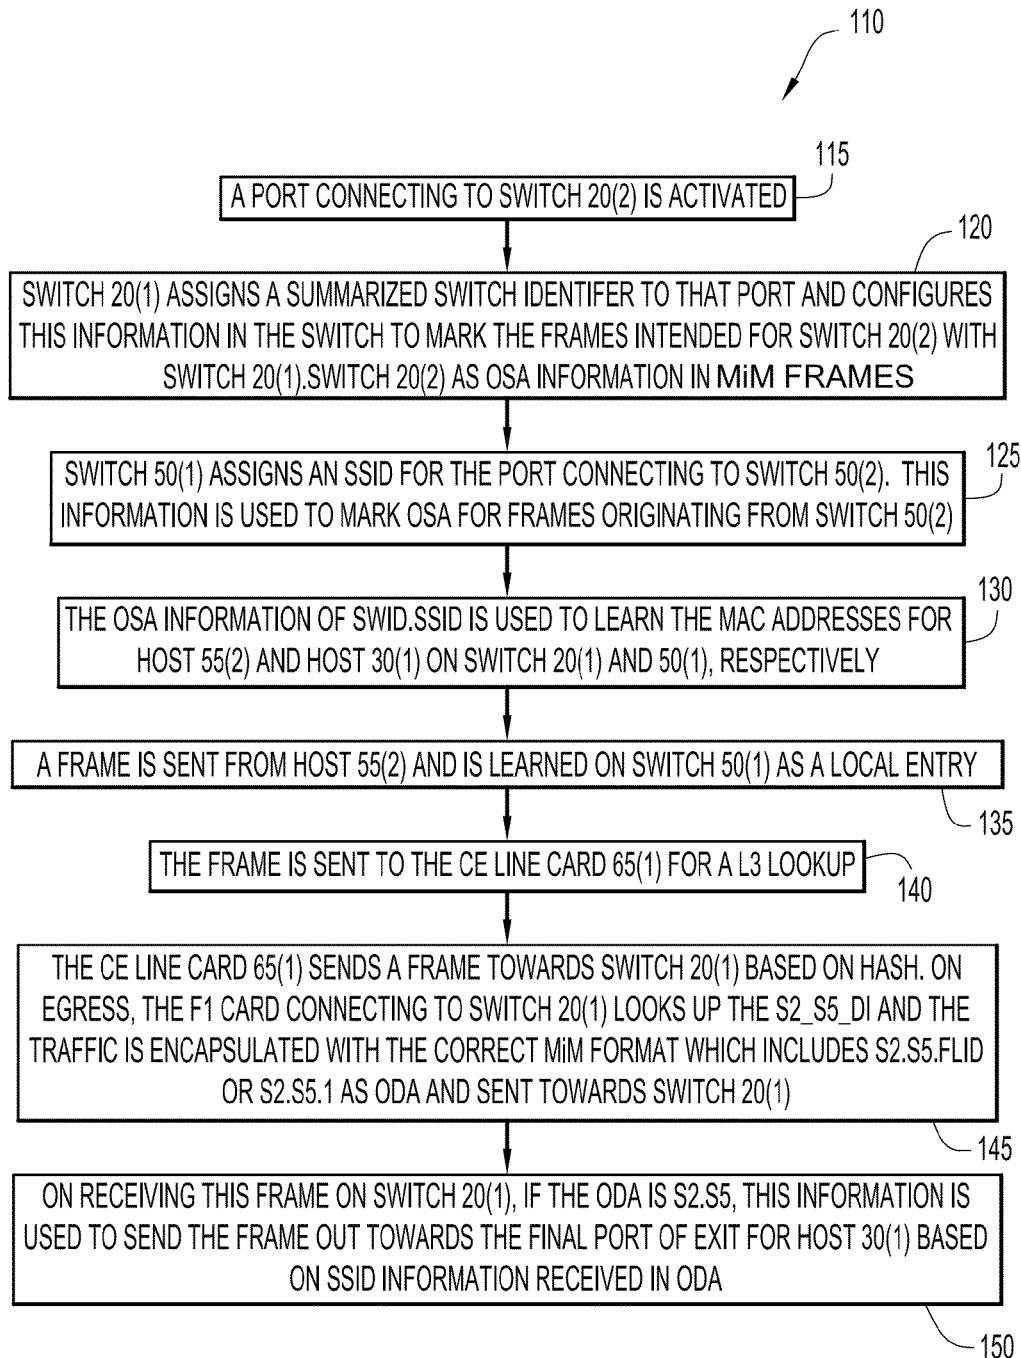 110
115
A PORT CONNECTING TO SWITCH 20(2) IS ACTIVATED
120
SWITCH 20(1) ASSIGNS A SUMMARIZED SWITCH IDENTIFER TO THAT PORT AND CONFIGURES
THIS INFORMATION IN THE SWITCH TO MARK THE FRAMES INTENDED FOR SWITCH 20(2) WITH
SWITCH 20(1).SWITCH 20(2) AS OSA INFORMATION IN MiM FRAMES
125
SWITCH 50(1) ASSIGNS AN SSID FOR THE PORT CONNECTING TO SWITCH 50(2). THIS
INFORMATION IS USED TO MARK OSA FOR FRAMES ORIGINATING FROM SWITCH 50(2)
130
THE OSA INFORMATION OF SWID.SSID IS USED TO LEARN THE MAC ADDRESSES FOR
HOST 55(2) AND HOST 30(1) ON SWITCH 20(1) AND 50(1), RESPECTIVELY
A FRAME IS SENT FROM HOST 55(2) AND IS LEARNED ON SWITCH 50(1) AS A LOCAL ENTRY
135
THE FRAME IS SENT TO THE CE LINE CARD 65(1) FOR A L3 LOOKUP
140
THE CE LINE CARD 65(1) SENDS A FRAME TOWARDS SWITCH 20(1) BASED ON HASH. ON
EGRESS, THE F1 CARD CONNECTING TO SWITCH 20(1) LOOKS UP THE S2_S5_DI AND THE
TRAFFIC IS ENCAPSULATED WITH THE CORRECT MiM FORMAT WHICH INCLUDES S2.S5.FLID
OR S2.S5.1 AS ODA AND SENT TOWARDS SWITCH 20(1)
145
ON RECEIVING THIS FRAME ON SWITCH 20(1), IF THE ODA IS S2.S5, THIS INFORMATION IS
USED TO SEND THE FRAME OUT TOWARDS THE FINAL PORT OF EXIT FOR HOST 30(1) BASED
ON SSID INFORMATION RECEIVED IN ODA
150